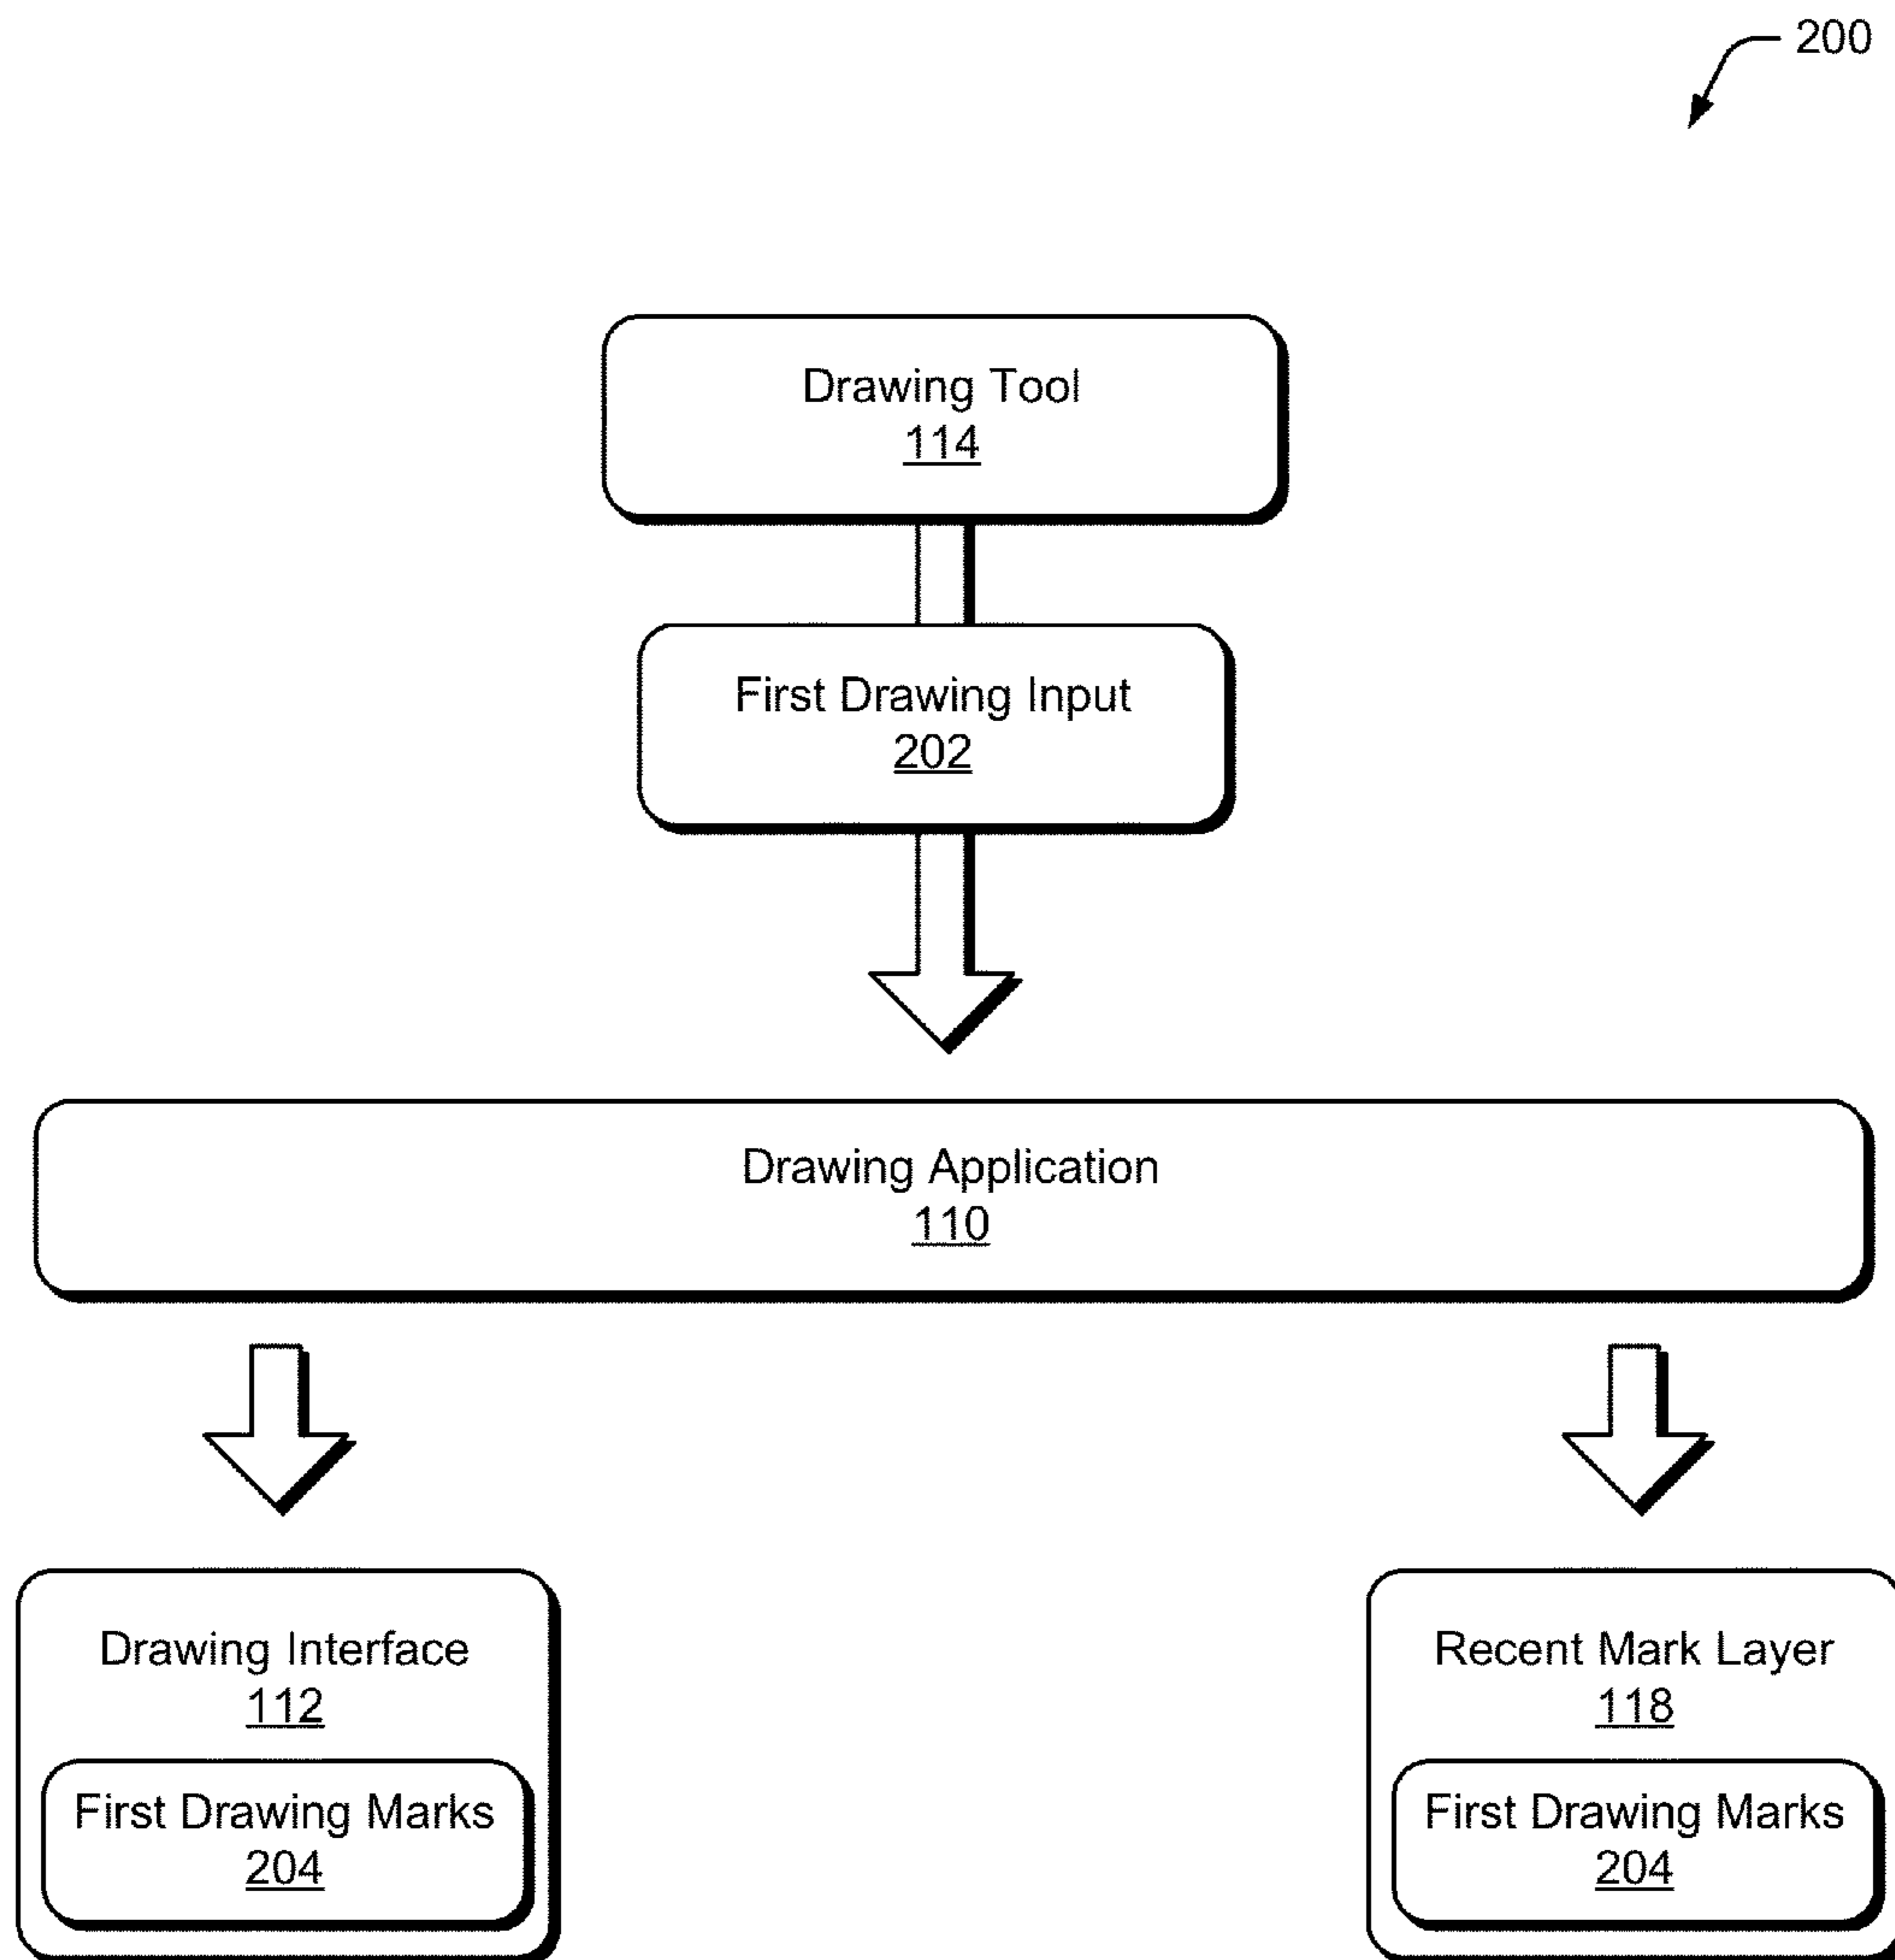 200
Drawing Tool
114
First Drawing Input
202
Drawing Application
110
Drawing Interface
112
First Drawing Marks
204
Recent Mark Layer
118
First Drawing Marks
204